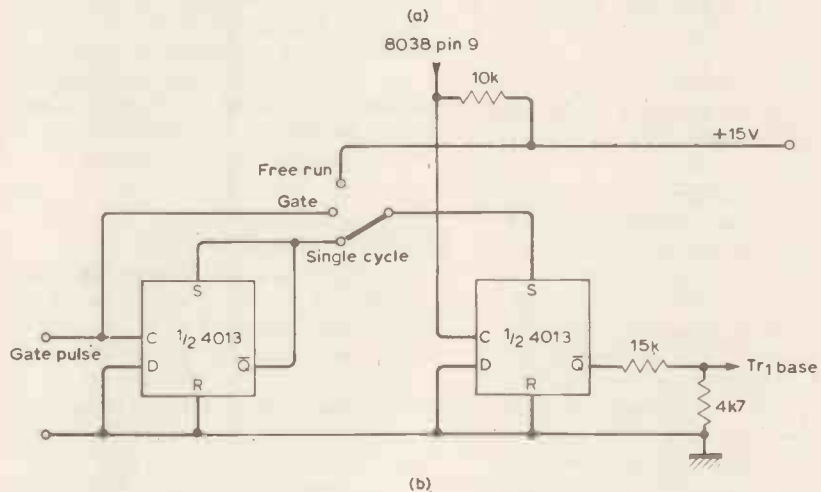 (a)
8038 pin 9
10k
+15V
Free run
Gate
Single cycle
S
S
C
1/2 4013
D
Q̅
R
Gate pulse
C
1/2 4013
D
Q̅
R
15k
Tr₁ base
4k7
(b)